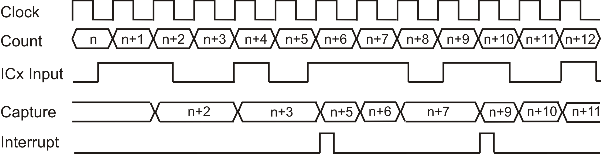 Clock
Count n n+1 n+2 n+3 n+4 n+5 n+6 n+7 n+8 n+9 n+10 n+11 n+12
ICx Input
Capture n+2 n+3 n+5 n+6 n+7 n+9 n+10 n+11
Interrupt